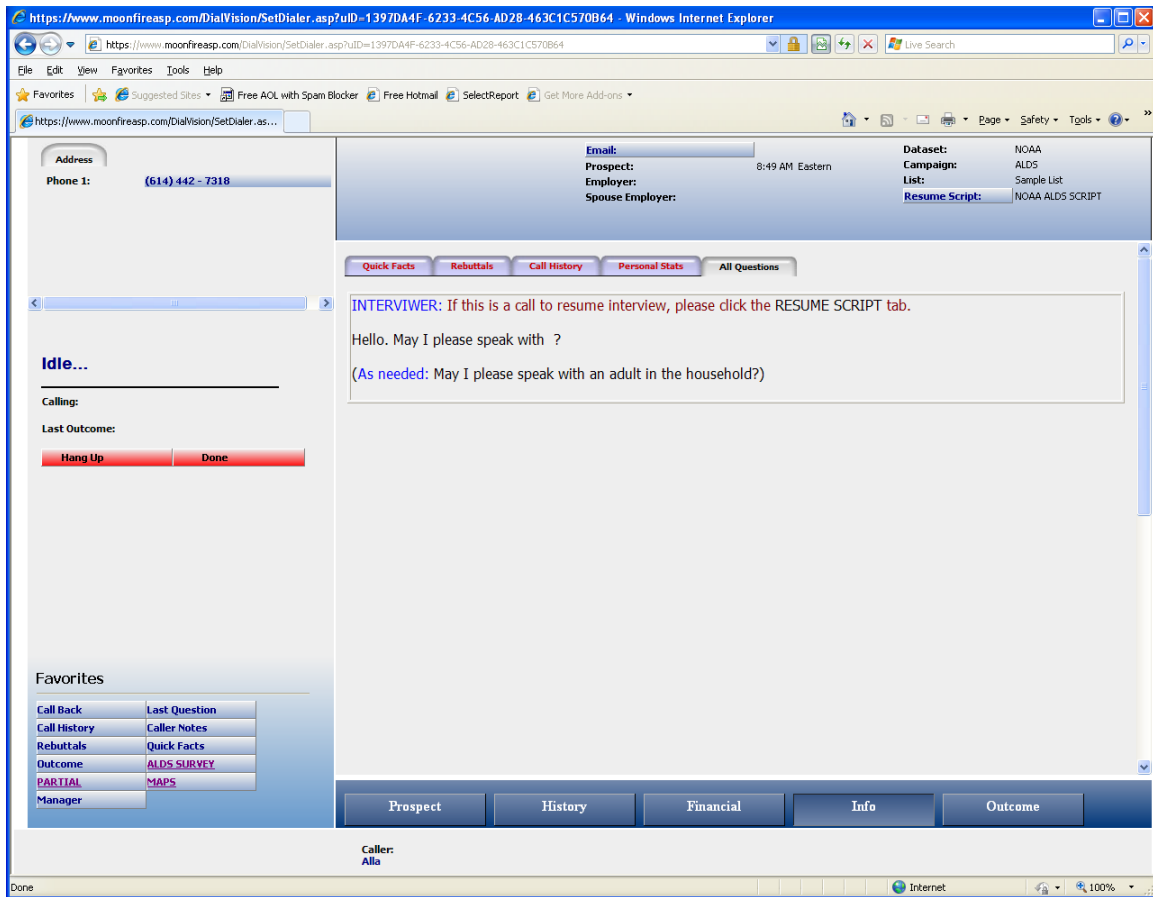 https://www.moonfireasp.com/DialVision/SetDialer.asp?uID=1397DA4F-6233-4C56-AD28-463C1C570B64 - Windows Internet Explorer
https://www.moonfireasp.com/DialVision/SetDialer.asp?uID=1397DA4F-6233-4C56-AD28-463C1C570B64
Live Search
File Edit View Favorites Tools Help
Favorites Suggested Sites Free AOL with Spam Blocker Free Hotmail SelectReport Get More Add-ons
https://www.moonfireasp.com/DialVision/SetDialer.as...
Page Safety Tools »
Address
Phone 1: (614) 442 - 7318
Email:
Prospect: 8:49 AM Eastern
Employer:
Spouse Employer:
Dataset: NOAA
Campaign: ALDS
List: Sample List
Resume Script: NOAA ALDS SCRIPT
Quick Facts Rebuttals Call History Personal Stats All Questions
INTERVIWER: If this is a call to resume interview, please click the RESUME SCRIPT tab.
Hello. May I please speak with ?
(As needed: May I please speak with an adult in the household?)
Idle...
Calling:
Last Outcome:
Hang Up Done
Favorites
Call Back Last Question
Call History Caller Notes
Rebuttals Quick Facts
Outcome ALDS SURVEY
PARTIAL MAPS
Manager
Prospect History Financial Info Outcome
Caller:
Alla
Done Internet 100%